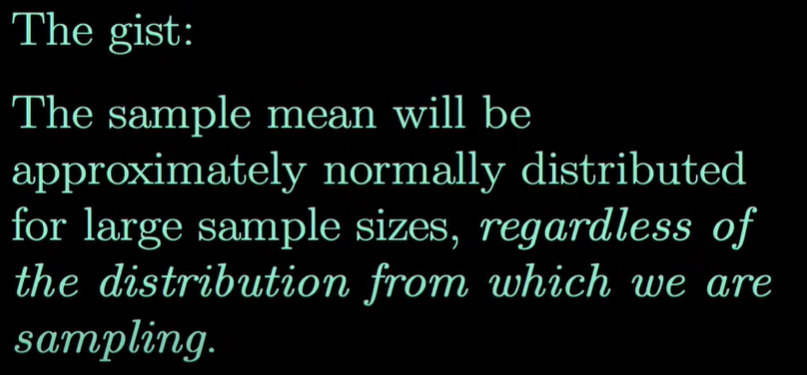 The gist:
The sample mean will be
approximately normally distributed
for large sample sizes, regardless of
the distribution from which we are
sampling.